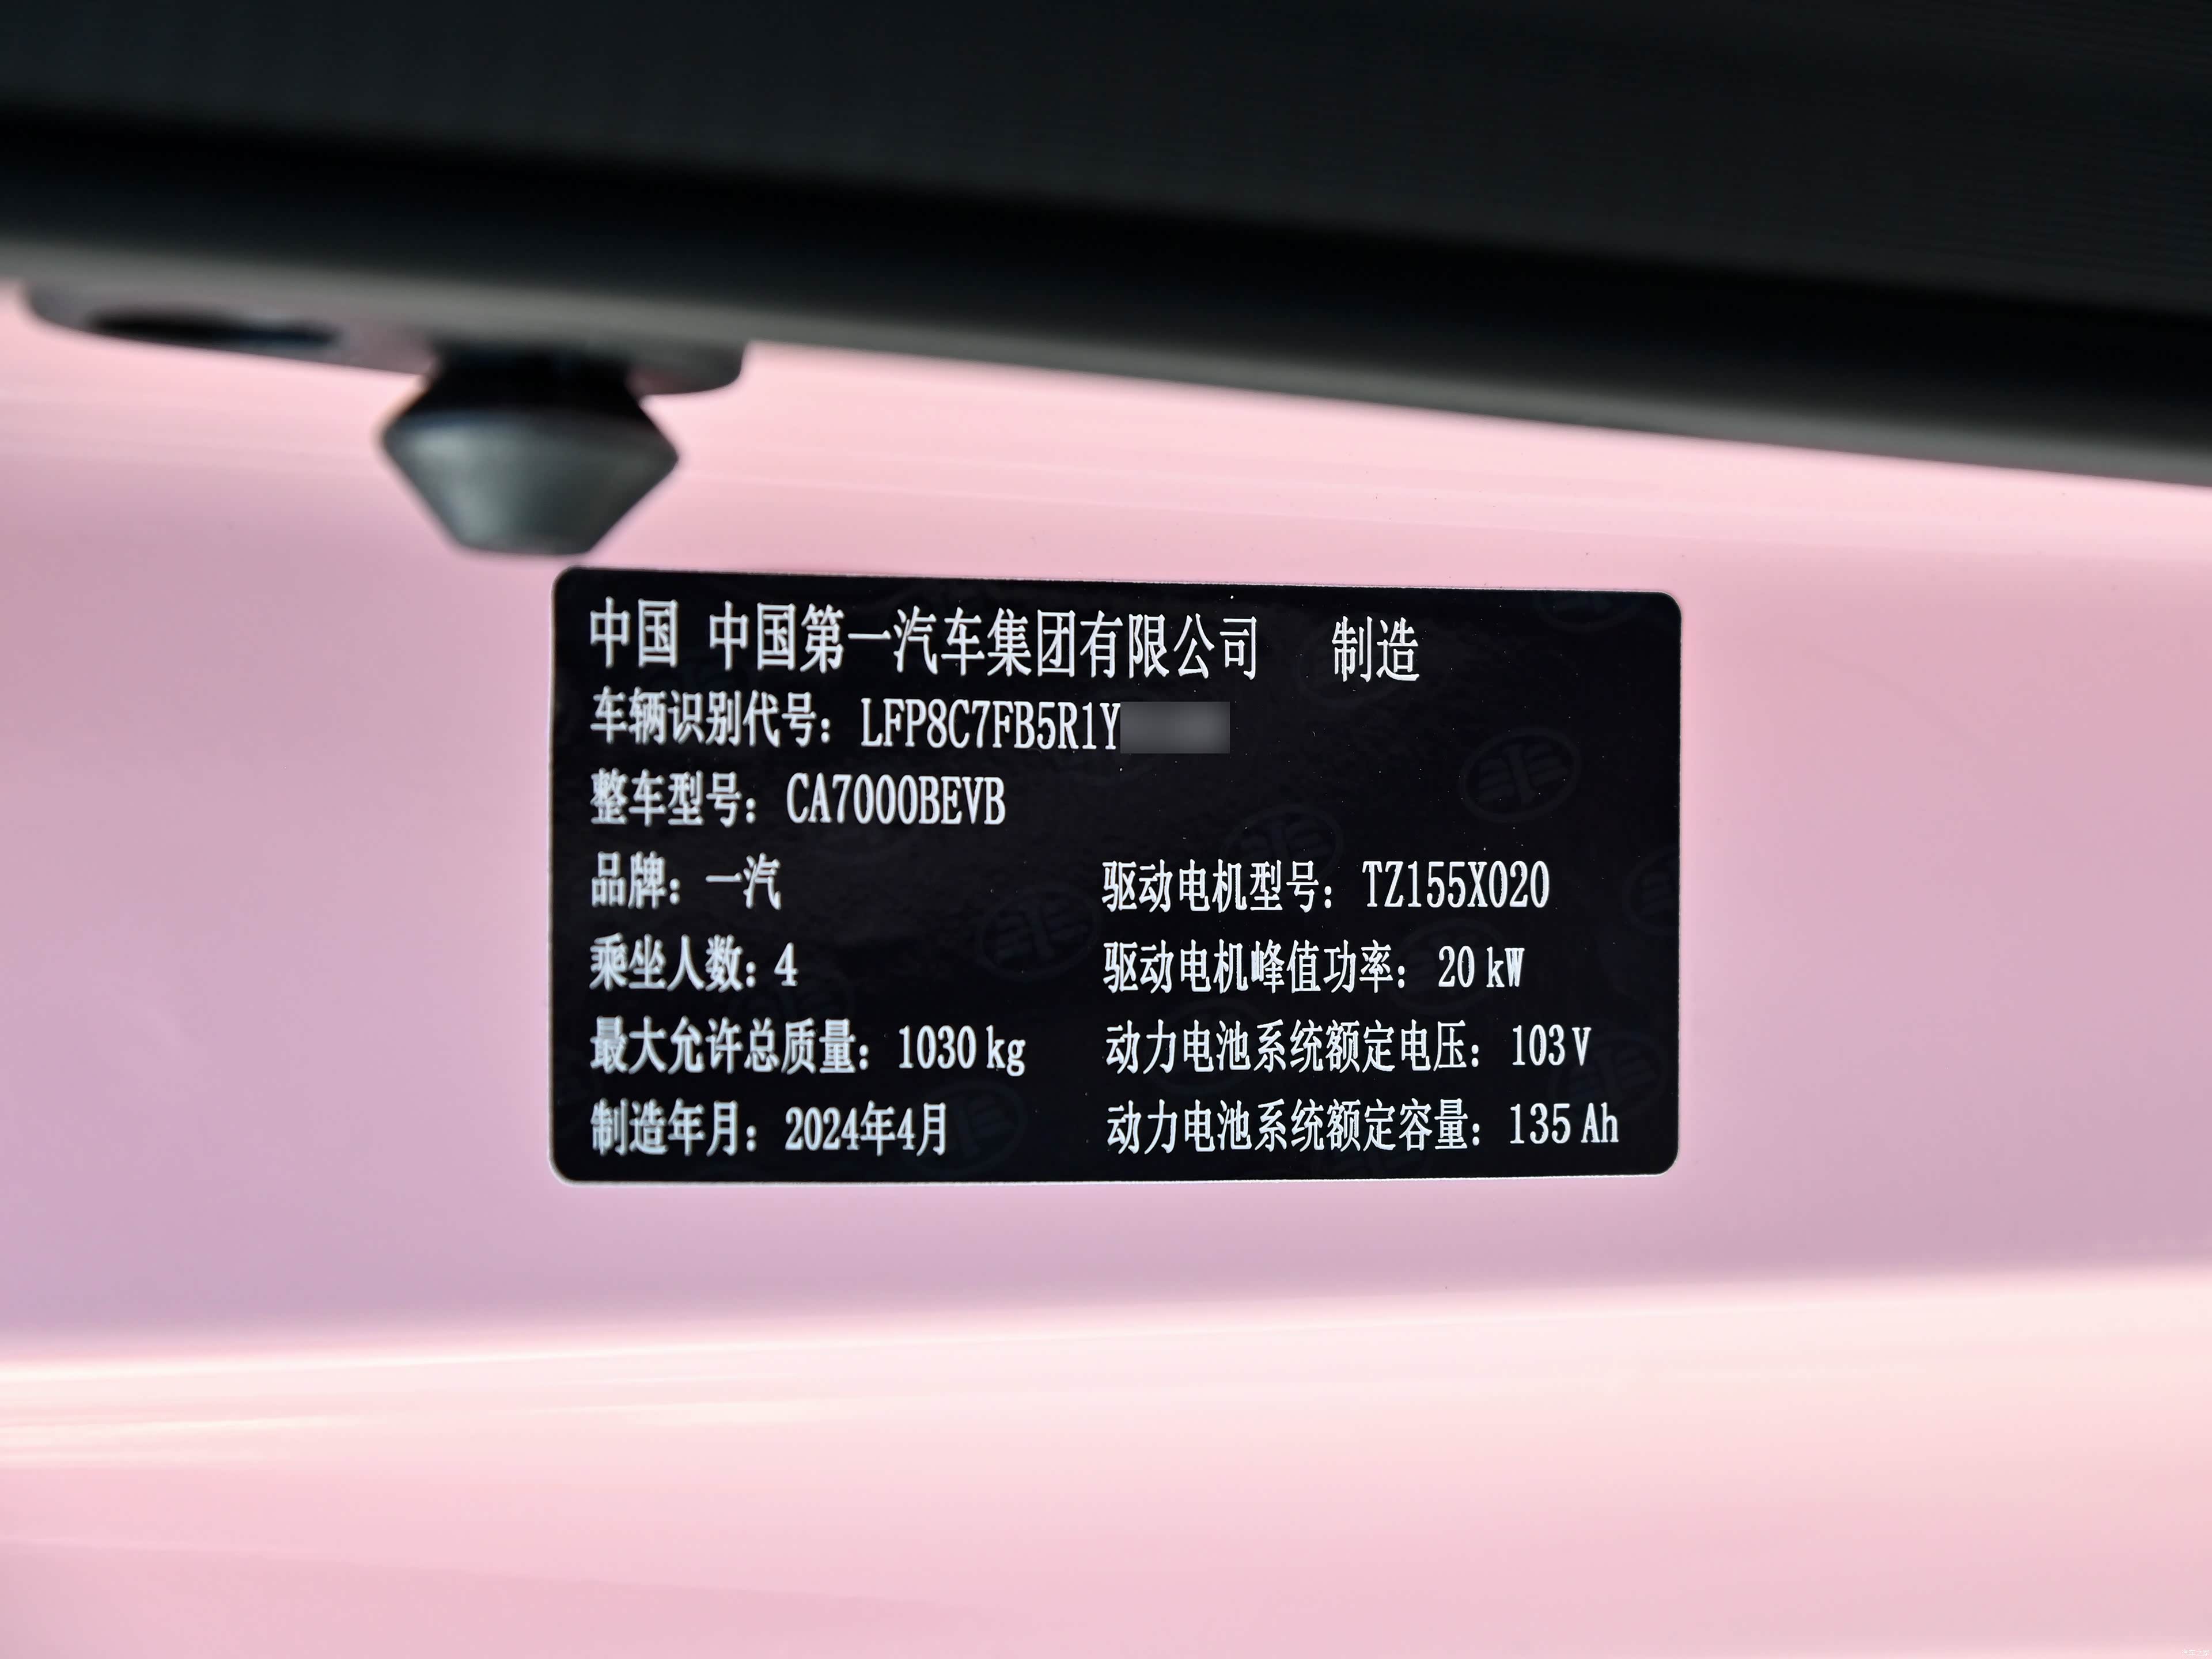 中国 中国第一汽车集团有限公司 制造
车辆识别代号：LFP8C7FB5R1Y
整车型号：CA7000BEVB
品牌：一汽 驱动电机型号：TZ155X020
乘坐人数：4 驱动电机峰值功率：20 kW
最大允许总质量：1030 kg 动力电池系统额定电压：103 V
制造年月：2024年4月 动力电池系统额定容量：135 Ah